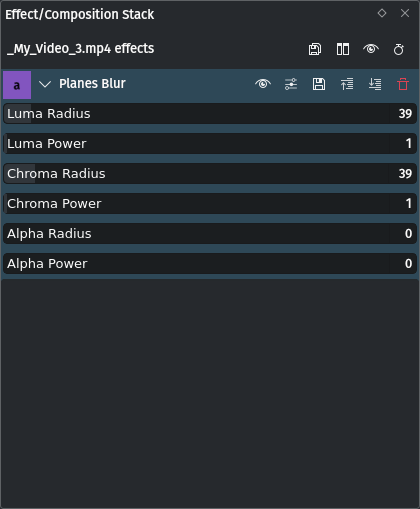 Effect/Composition Stack
_My_Video_3.mp4 effects
a Planes Blur
Luma Radius 39
Luma Power 1
Chroma Radius 39
Chroma Power 1
Alpha Radius 0
Alpha Power 0